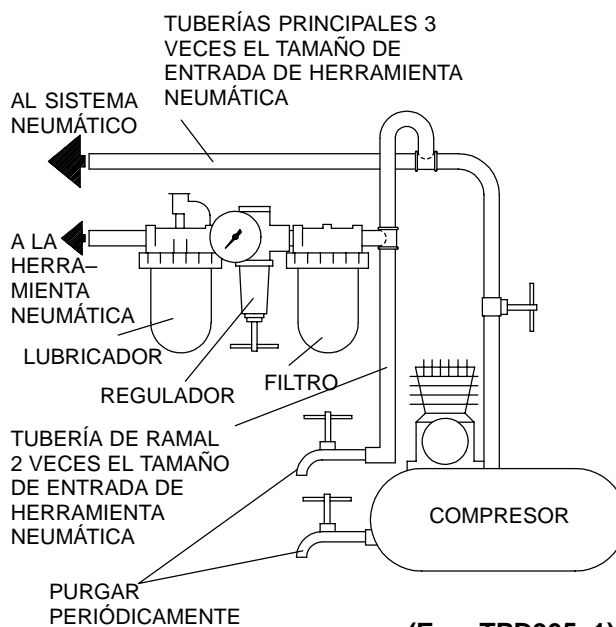 TUBERÍAS PRINCIPALES 3
VECES EL TAMAÑO DE
ENTRADA DE HERRAMIENTA
NEUMÁTICA
AL SISTEMA
NEUMÁTICO
A LA
HERRA–
MIENTA
NEUMÁTICA
LUBRICADOR
REGULADOR
FILTRO
TUBERÍA DE RAMAL
2 VECES EL TAMAÑO
DE ENTRADA DE
HERRAMIENTA
NEUMÁTICA
COMPRESOR
PURGAR
PERIÓDICAMENTE